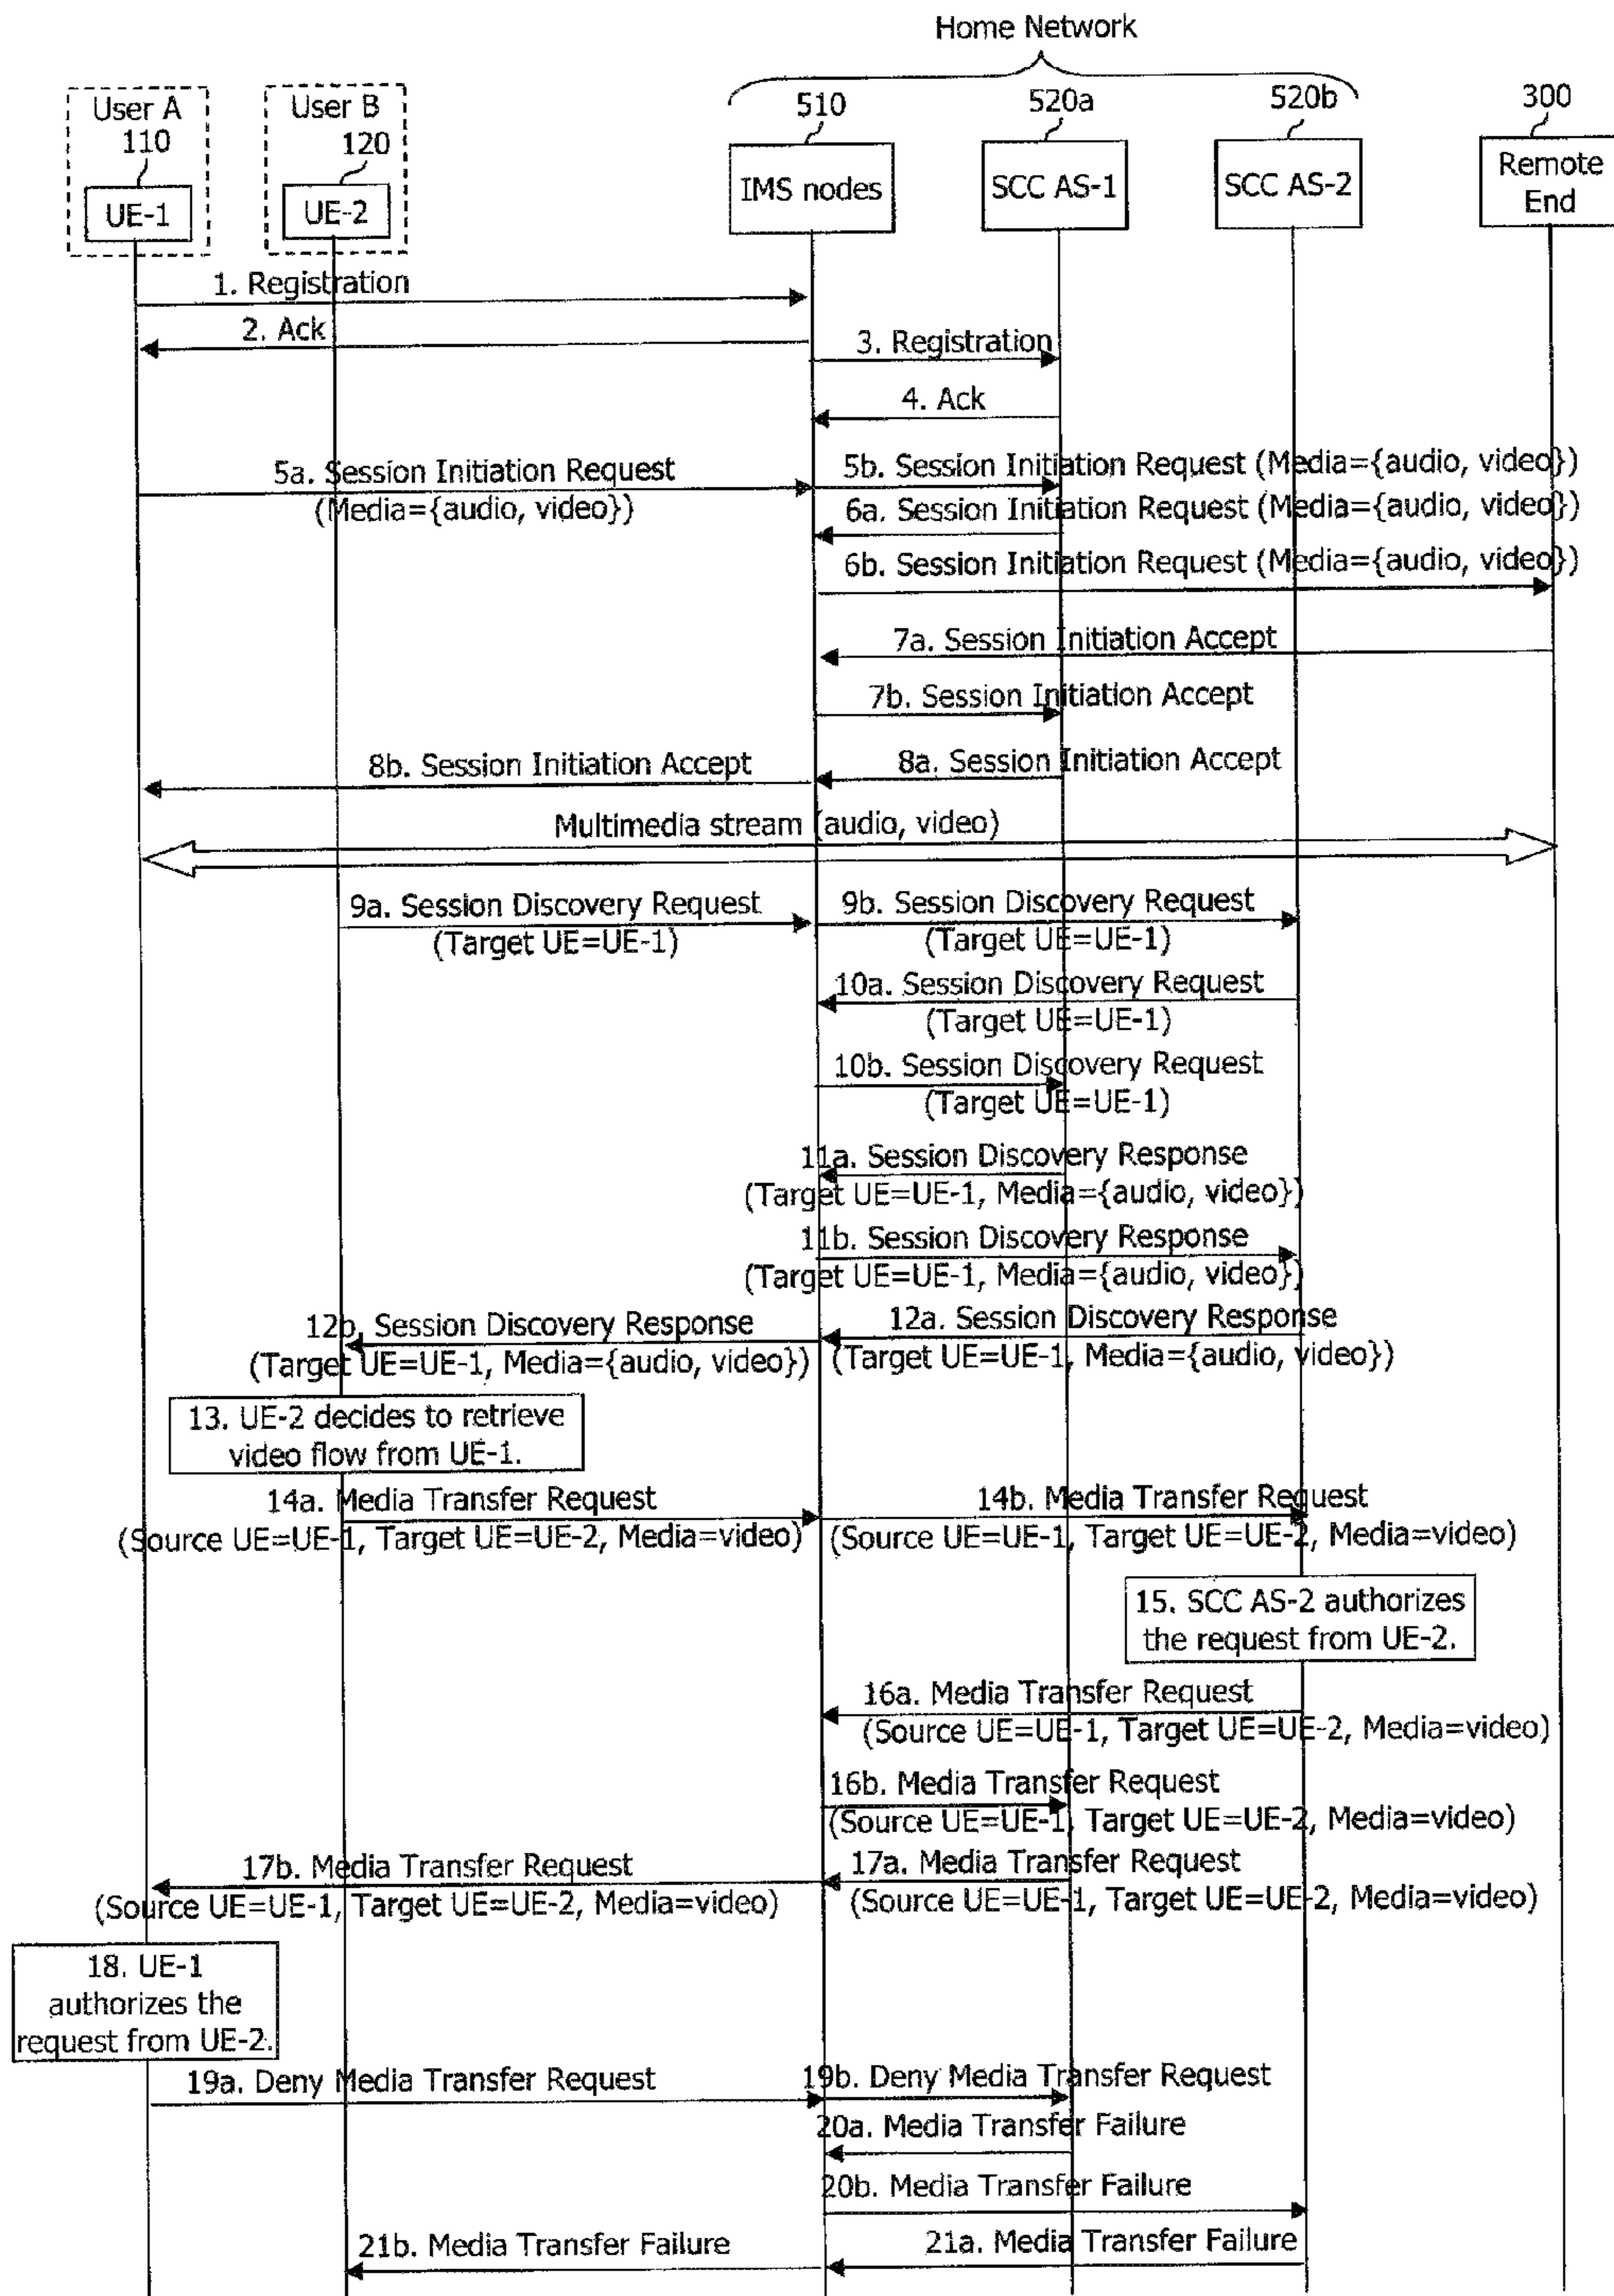 Home Network
User A
110
UE-1
User B
120
UE-2
510
IMS nodes
520a
SCC AS-1
520b
SCC AS-2
300
Remote
End
1. Registration
2. Ack
3. Registration
4. Ack
5a. Session Initiation Request
(Media={audio, video})
5b. Session Initiation Request (Media={audio, video})
6a. Session Initiation Request (Media={audio, video})
6b. Session Initiation Request (Media={audio, video})
7a. Session Initiation Accept
7b. Session Initiation Accept
8b. Session Initiation Accept
8a. Session Initiation Accept
Multimedia stream (audio, video)
9a. Session Discovery Request
(Target UE=UE-1)
9b. Session Discovery Request
(Target UE=UE-1)
10a. Session Discovery Request
(Target UE=UE-1)
10b. Session Discovery Request
(Target UE=UE-1)
11a. Session Discovery Response
(Target UE=UE-1, Media={audio, video})
11b. Session Discovery Response
(Target UE=UE-1, Media={audio, video})
12b. Session Discovery Response
(Target UE=UE-1, Media={audio, video})
12a. Session Discovery Response
(Target UE=UE-1, Media={audio, video})
13. UE-2 decides to retrieve
video flow from UE-1.
14a. Media Transfer Request
(Source UE=UE-1, Target UE=UE-2, Media=video)
14b. Media Transfer Request
(Source UE=UE-1, Target UE=UE-2, Media=video)
15. SCC AS-2 authorizes
the request from UE-2.
16a. Media Transfer Request
(Source UE=UE-1, Target UE=UE-2, Media=video)
16b. Media Transfer Request
(Source UE=UE-1, Target UE=UE-2, Media=video)
17b. Media Transfer Request
(Source UE=UE-1, Target UE=UE-2, Media=video)
17a. Media Transfer Request
(Source UE=UE-1, Target UE=UE-2, Media=video)
18. UE-1
authorizes the
request from UE-2.
19a. Deny Media Transfer Request
19b. Deny Media Transfer Request
20a. Media Transfer Failure
20b. Media Transfer Failure
21b. Media Transfer Failure
21a. Media Transfer Failure